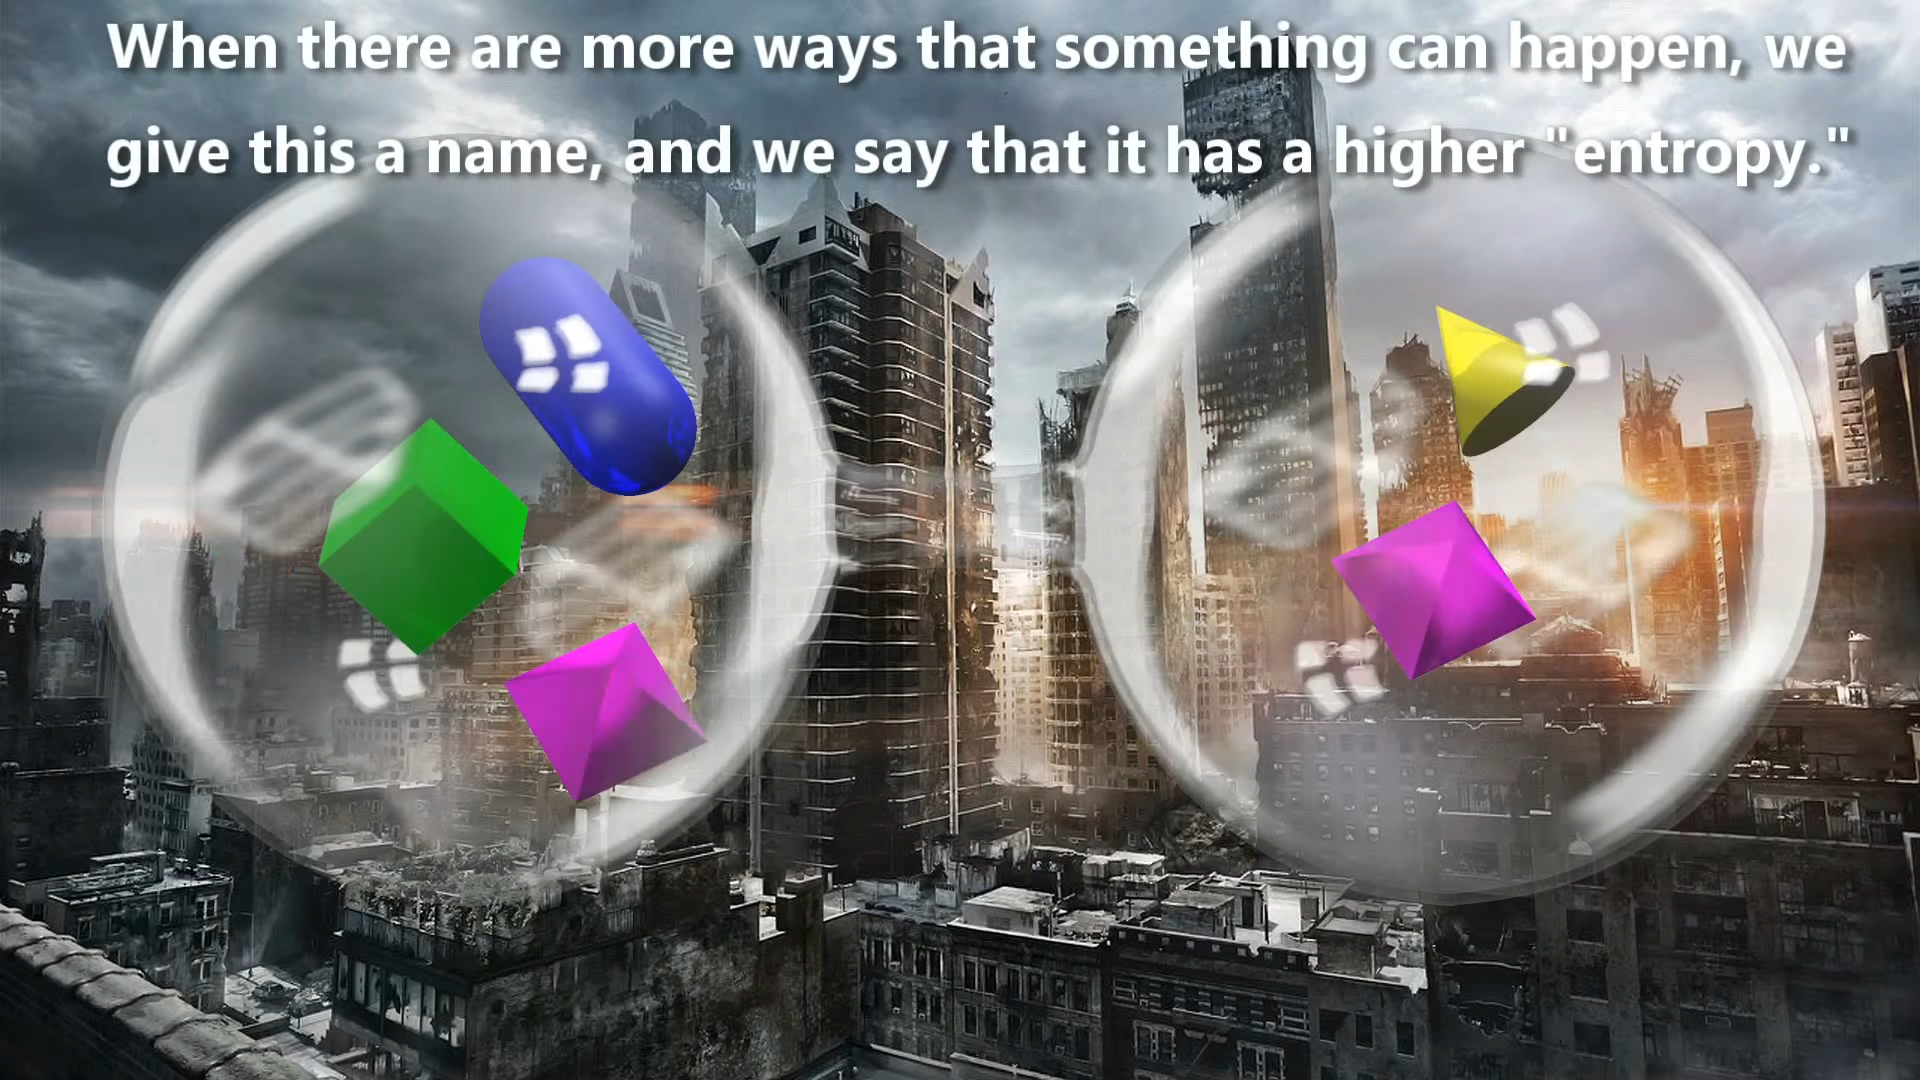 When there are more ways that something can happen, we
give this a name, and we say that it has a higher "entropy."